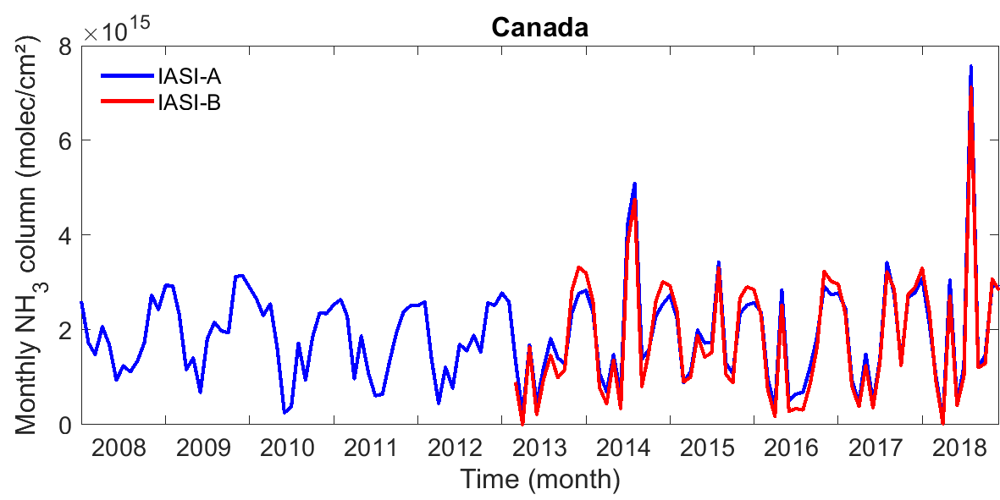 Canada
×10¹⁵
8
6
4
2
0
IASI-A
IASI-B
Monthly NH₃ column (molec/cm²)
2008 2009 2010 2011 2012 2013 2014 2015 2016 2017 2018
Time (month)